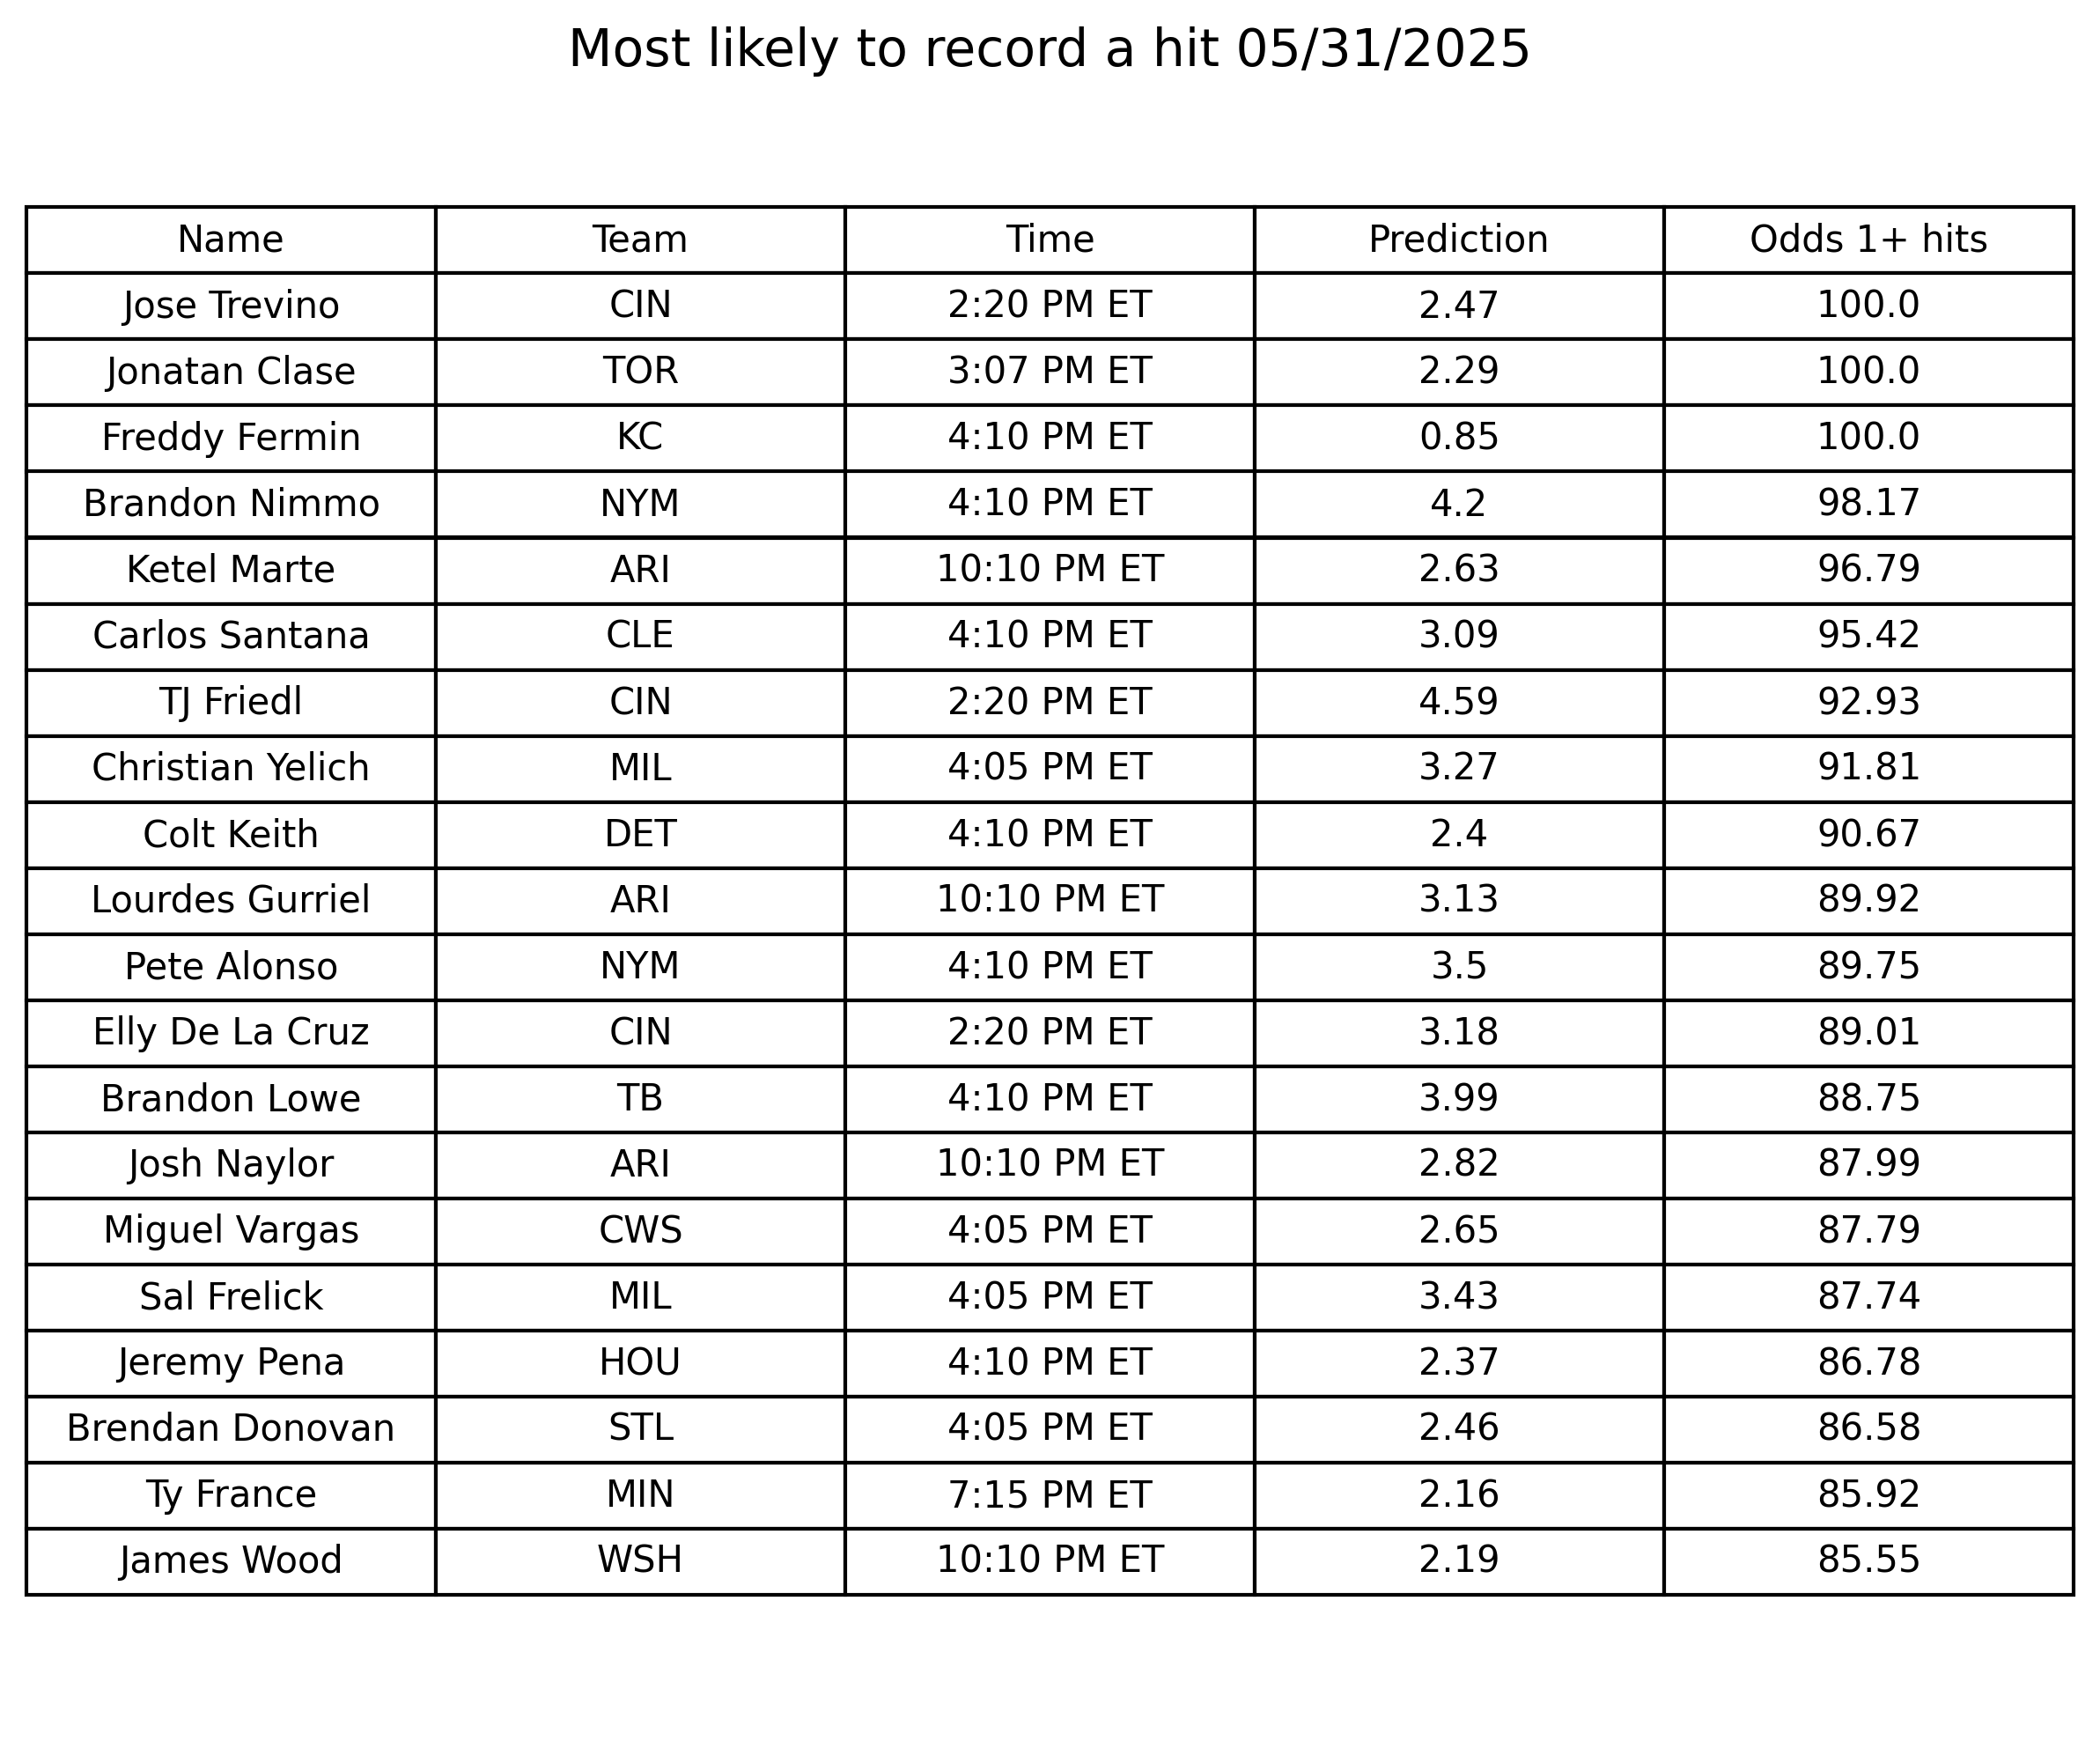 Most likely to record a hit 05/31/2025
Name Team Time Prediction Odds 1+ hits
Jose Trevino CIN 2:20 PM ET 2.47 100.0
Jonatan Clase TOR 3:07 PM ET 2.29 100.0
Freddy Fermin KC 4:10 PM ET 0.85 100.0
Brandon Nimmo NYM 4:10 PM ET 4.2 98.17
Ketel Marte ARI 10:10 PM ET 2.63 96.79
Carlos Santana CLE 4:10 PM ET 3.09 95.42
TJ Friedl CIN 2:20 PM ET 4.59 92.93
Christian Yelich MIL 4:05 PM ET 3.27 91.81
Colt Keith DET 4:10 PM ET 2.4 90.67
Lourdes Gurriel ARI 10:10 PM ET 3.13 89.92
Pete Alonso NYM 4:10 PM ET 3.5 89.75
Elly De La Cruz CIN 2:20 PM ET 3.18 89.01
Brandon Lowe TB 4:10 PM ET 3.99 88.75
Josh Naylor ARI 10:10 PM ET 2.82 87.99
Miguel Vargas CWS 4:05 PM ET 2.65 87.79
Sal Frelick MIL 4:05 PM ET 3.43 87.74
Jeremy Pena HOU 4:10 PM ET 2.37 86.78
Brendan Donovan STL 4:05 PM ET 2.46 86.58
Ty France MIN 7:15 PM ET 2.16 85.92
James Wood WSH 10:10 PM ET 2.19 85.55